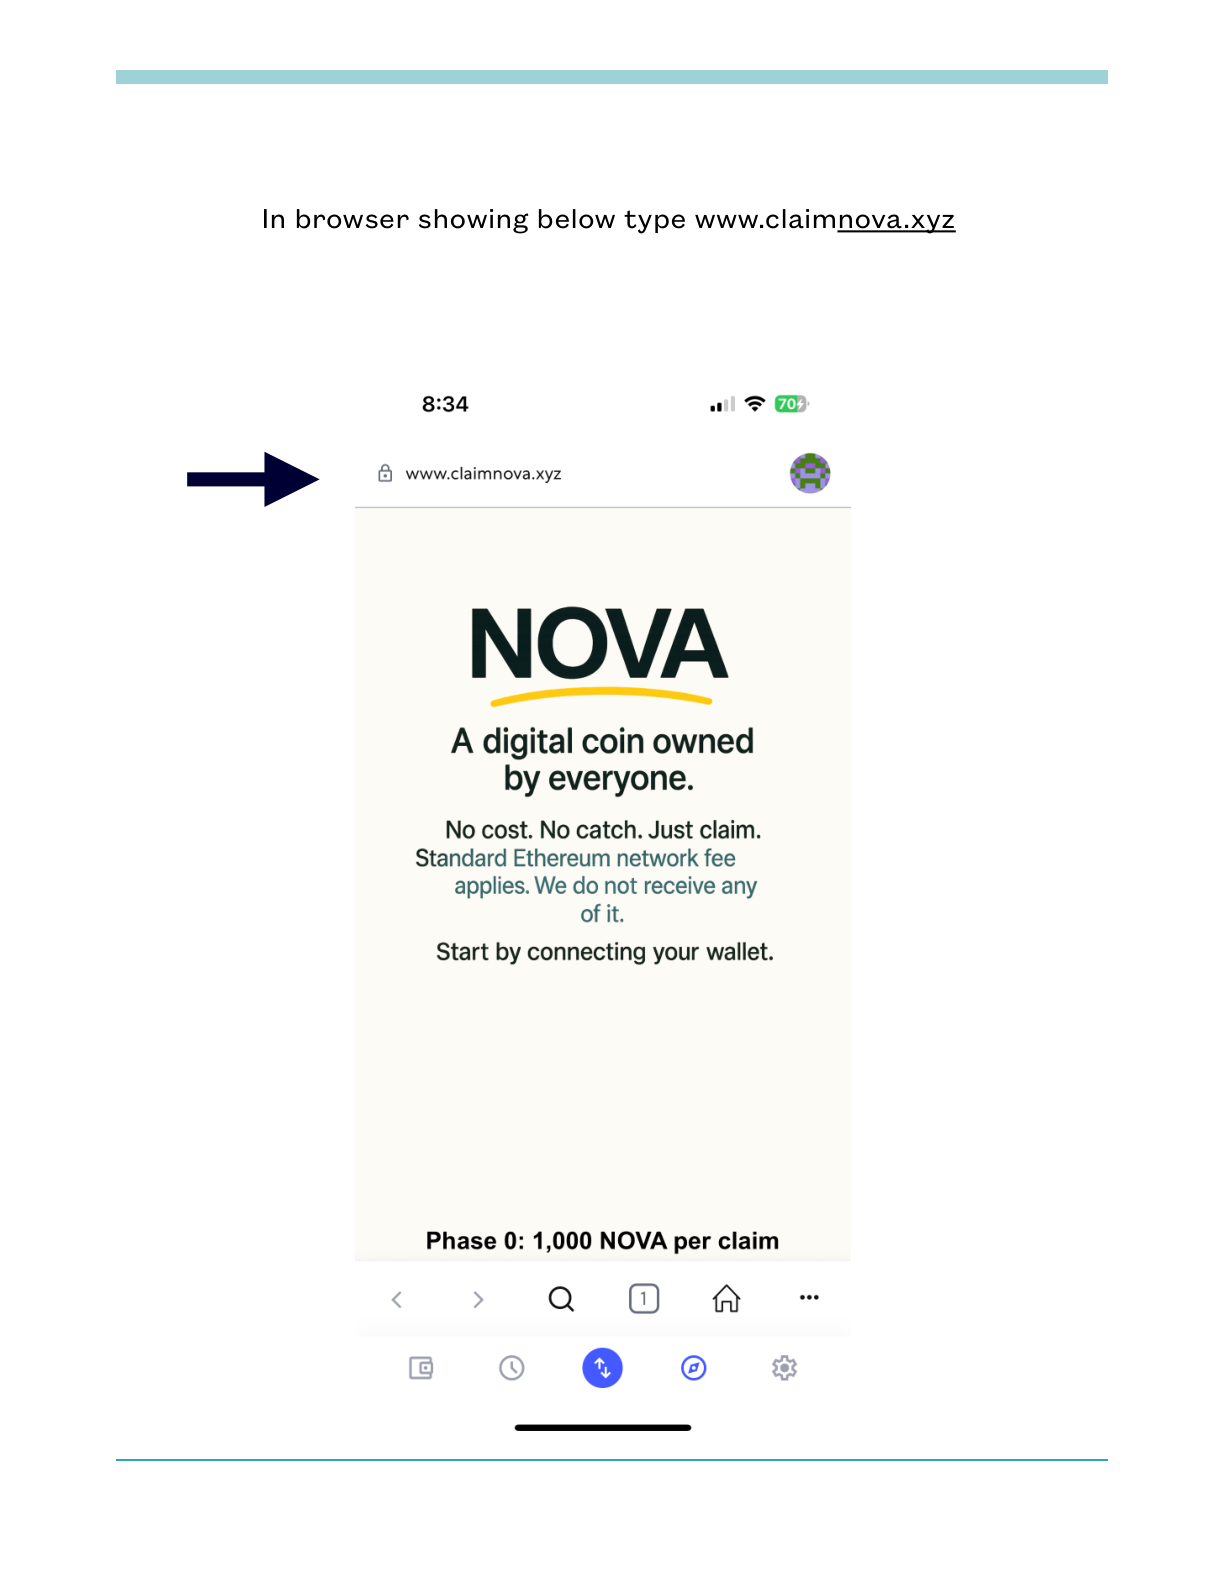 In browser showing below type www.claimnova.xyz
8:34
70
www.claimnova.xyz
NOVA
A digital coin owned
by everyone.
No cost. No catch. Just claim.
Standard Ethereum network fee
applies. We do not receive any
of it.
Start by connecting your wallet.
Phase 0: 1,000 NOVA per claim
1